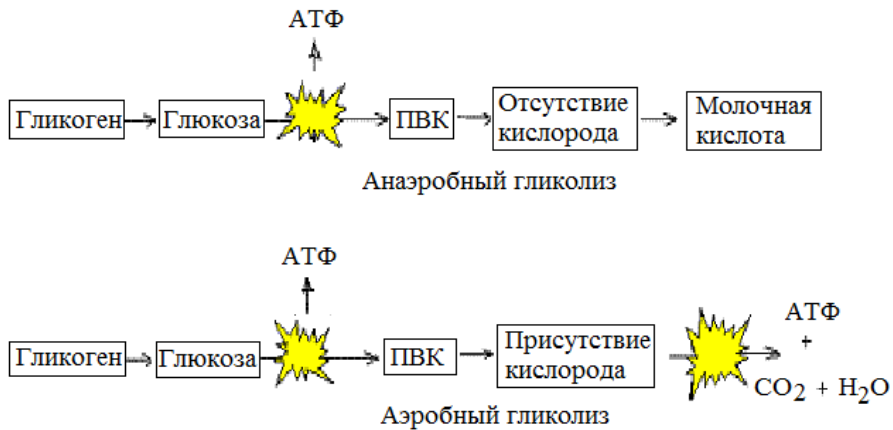 АТФ
Гликоген
Глюкоза
ПВК
Отсутствие
кислорода
Молочная
кислота
Анаэробный гликолиз
АТФ
Гликоген
Глюкоза
ПВК
Присутствие
кислорода
АТФ
+
CO2 + H2O
Аэробный гликолиз